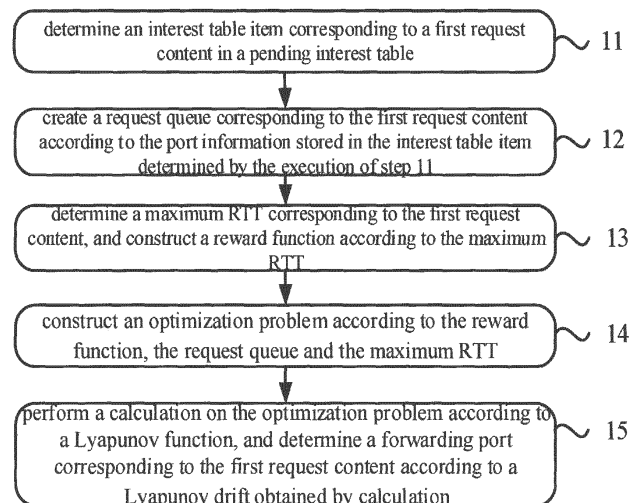 determine an interest table item corresponding to a first request
content in a pending interest table
11
create a request queue corresponding to the first request content
according to the port information stored in the interest table item
determined by the execution of step 11
12
determine a maximum RTT corresponding to the first request
content, and construct a reward function according to the maximum
RTT
13
construct an optimization problem according to the reward
function, the request queue and the maximum RTT
14
perform a calculation on the optimization problem according to
a Lyapunov function, and determine a forwarding port
corresponding to the first request content according to a
Lyapunov drift obtained by calculation
15